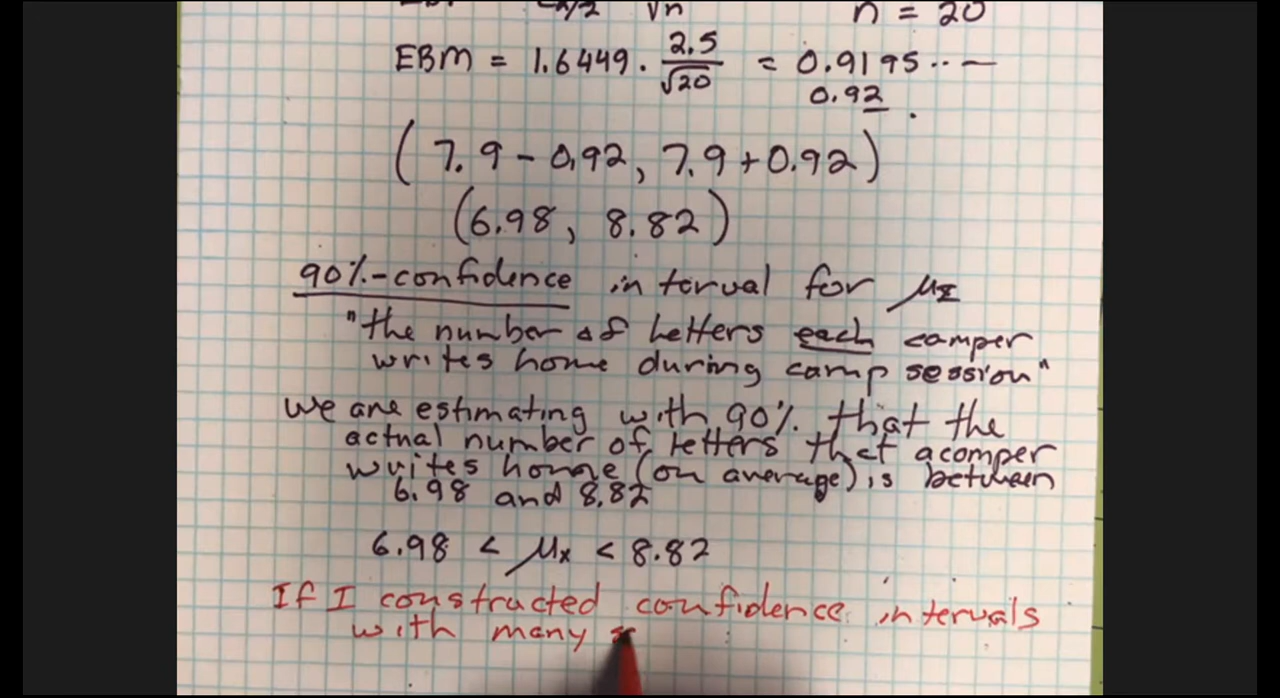 n = 20
EBM = 1.6449 · 2.5/√20 = 0.9195..—
0.92
(7.9 - 0.92, 7.9 + 0.92)
(6.98, 8.82)
90%-confidence interval for μx
"the number of letters each camper
writes home during camp session"
we are estimating with 90% that the
actual number of letters that a camper
writes home (on average) is between
6.98 and 8.82
6.98 < μx < 8.82
If I constructed confidence intervals
with many